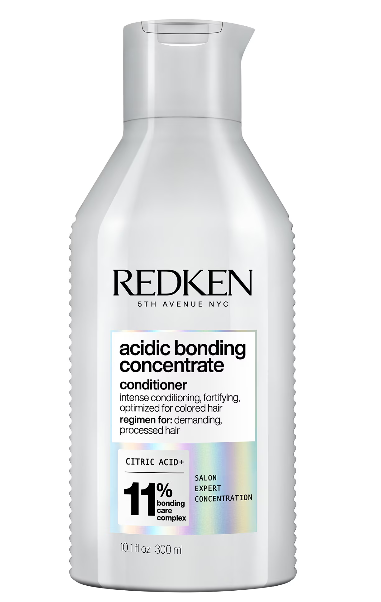 REDKEN
5TH AVENUE NYC
acidic bonding
concentrate
conditioner
intense conditioning, fortifying,
optimized for colored hair
regimen for: demanding,
processed hair
CITRIC ACID+
11%
bonding
care
complex
SALON
EXPERT
CONCENTRATION
10.1 fl oz 300 ml